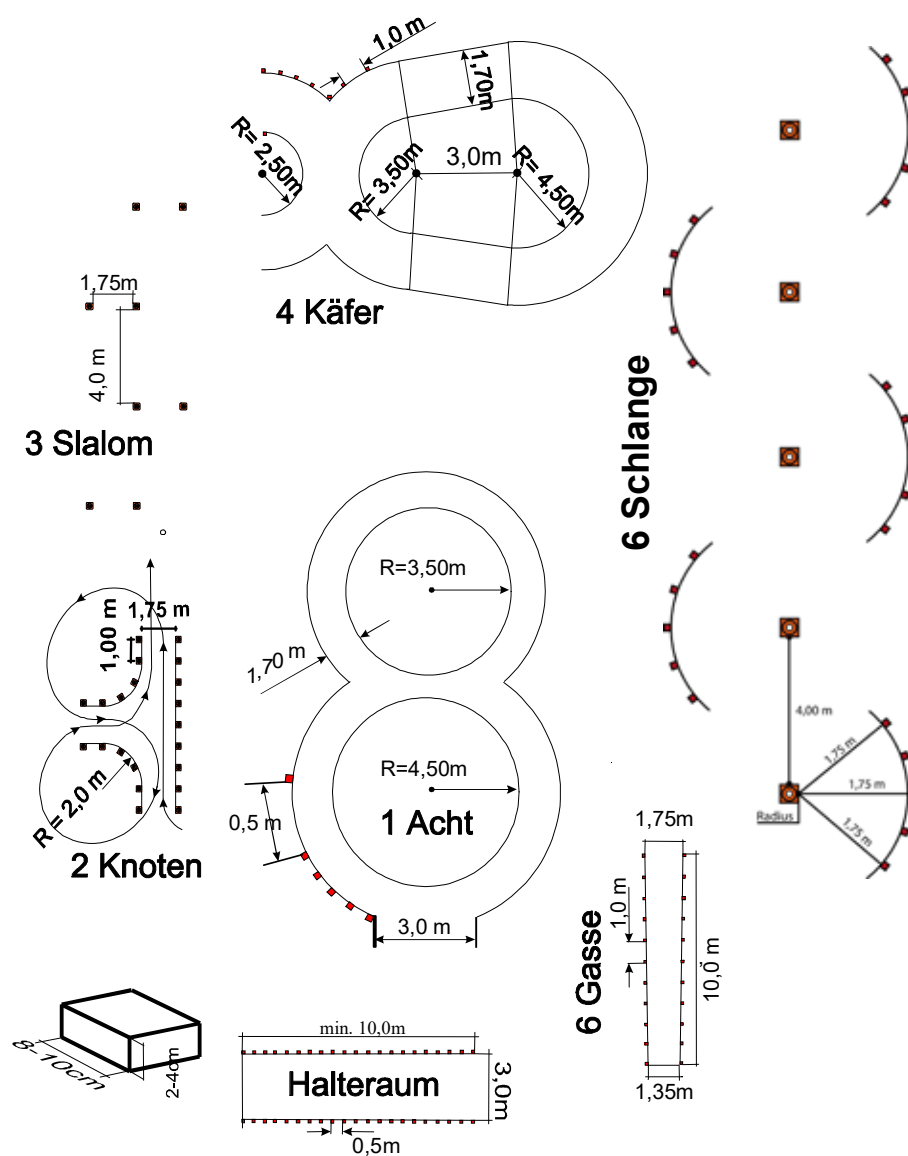 1,0 m
1,70m
R= 2,50m
R= 3,50m
3,0m
R= 4,50m
4 Käfer
1,75m
4,0 m
3 Slalom
6 Schlange
4,00 m
1,75 m
1,75 m
1,75 m
Radius
1,75 m
1,00 m
R = 2,0 m
2 Knoten
R=3,50m
1,70 m
R=4,50m
1 Acht
0,5 m
3,0 m
1,75m
1,0 m
10,0 m
6 Gasse
1,35m
8-10cm
2-4cm
min. 10,0m
Halteraum
3,0m
0,5m